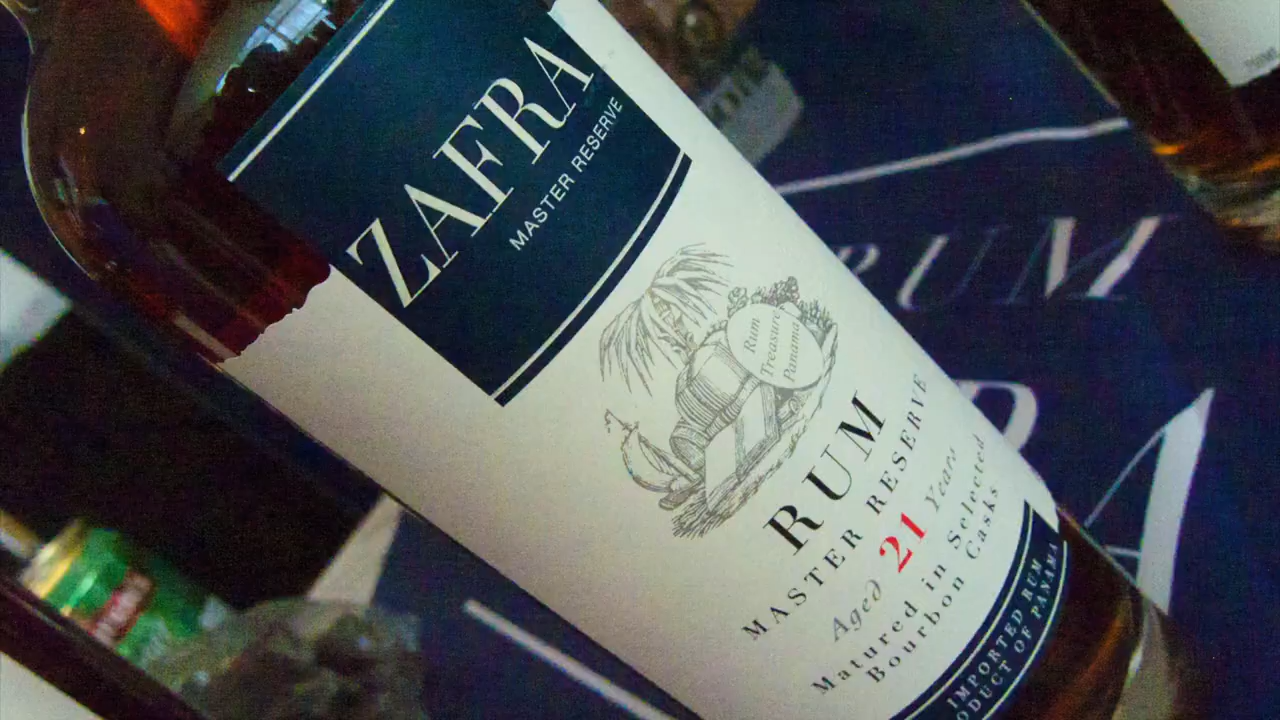 ZAFRA
MASTER RESERVE
Rum
Treasure
Panama
RUM
MASTER RESERVE
Aged 21 Years
Matured in Selected
Bourbon Casks
IMPORTED RUM
ODUCT OF PANAMA
RUM